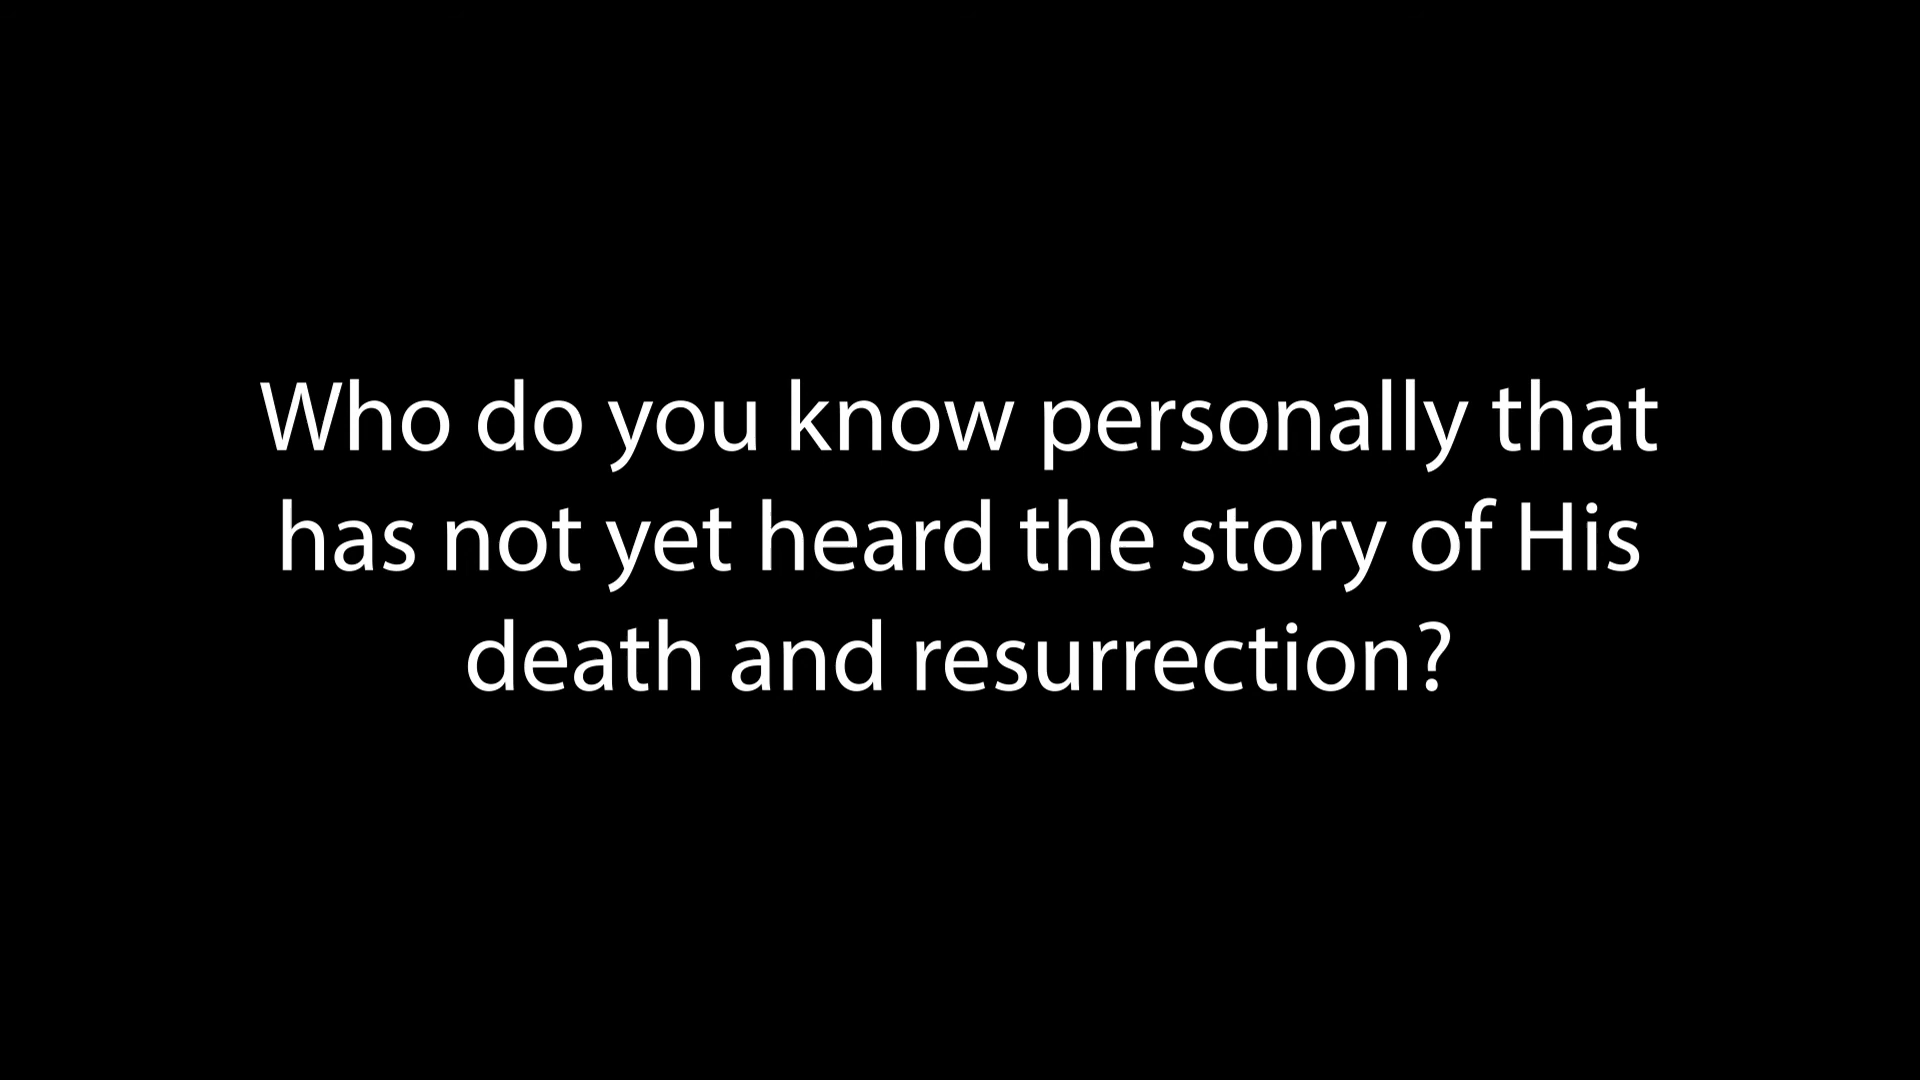 Who do you know personally that
has not yet heard the story of His
death and resurrection?